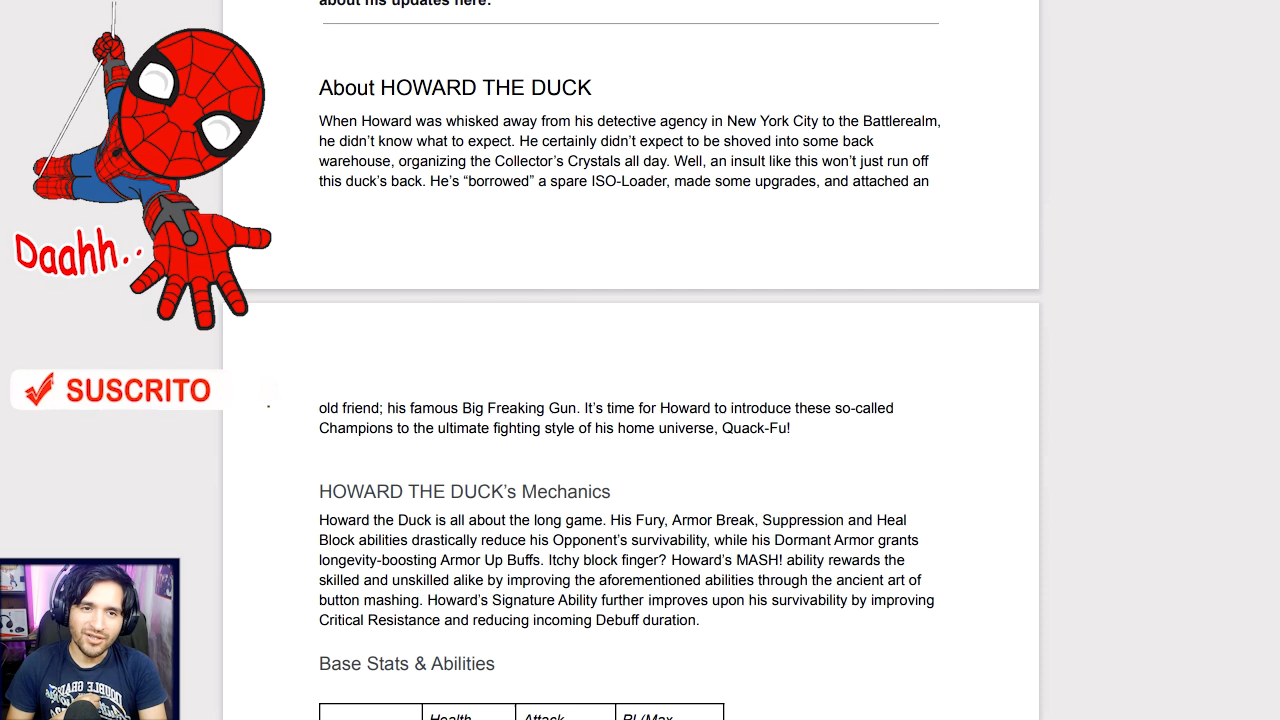 about his updates here.
About HOWARD THE DUCK
When Howard was whisked away from his detective agency in New York City to the Battlerealm,
he didn’t know what to expect. He certainly didn’t expect to be shoved into some back
warehouse, organizing the Collector’s Crystals all day. Well, an insult like this won’t just run off
this duck’s back. He’s “borrowed” a spare ISO-Loader, made some upgrades, and attached an
Daahh..
SUSCRITO
old friend; his famous Big Freaking Gun. It’s time for Howard to introduce these so-called
Champions to the ultimate fighting style of his home universe, Quack-Fu!
HOWARD THE DUCK’s Mechanics
Howard the Duck is all about the long game. His Fury, Armor Break, Suppression and Heal
Block abilities drastically reduce his Opponent’s survivability, while his Dormant Armor grants
longevity-boosting Armor Up Buffs. Itchy block finger? Howard’s MASH! ability rewards the
skilled and unskilled alike by improving the aforementioned abilities through the ancient art of
button mashing. Howard’s Signature Ability further improves upon his survivability by improving
Critical Resistance and reducing incoming Debuff duration.
Base Stats & Abilities
Health Attack PI (Max